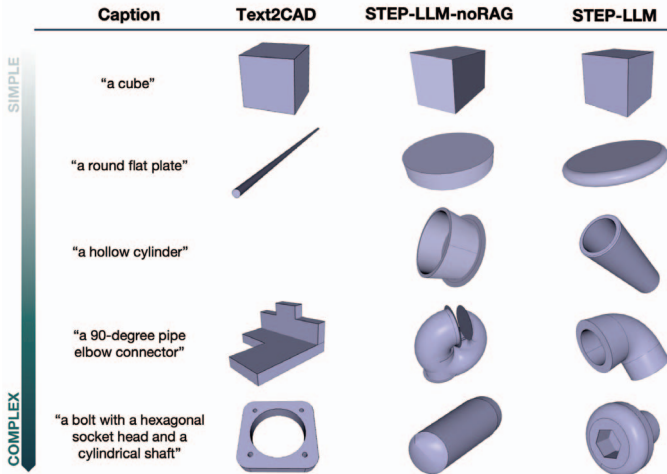 Caption Text2CAD STEP-LLM-noRAG STEP-LLM
SIMPLE
“a cube”
“a round flat plate”
“a hollow cylinder”
“a 90-degree pipe
elbow connector”
COMPLEX
“a bolt with a hexagonal
socket head and a
cylindrical shaft”